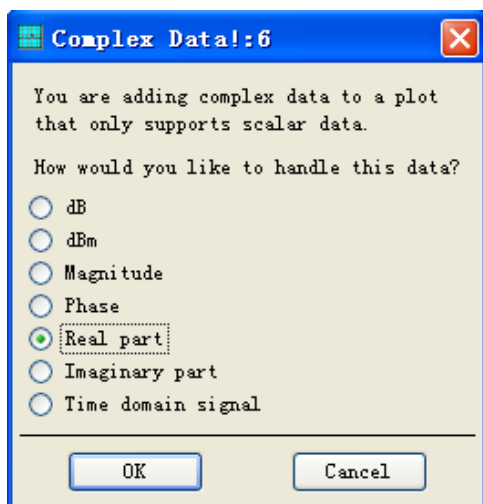 Complex Data!:6
You are adding complex data to a plot
that only supports scalar data.
How would you like to handle this data?
dB
dBm
Magnitude
Phase
Real part
Imaginary part
Time domain signal
OK Cancel